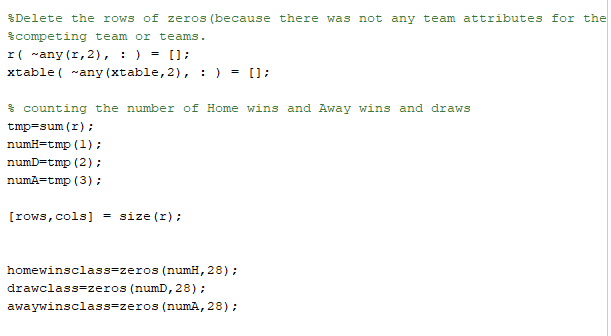 %Delete the rows of zeros(because there was not any team attributes for the
%competing team or teams.
r( ~any(r,2), : ) = [];
xtable( ~any(xtable,2), : ) = [];
% counting the number of Home wins and Away wins and draws
tmp=sum(r);
numH=tmp(1);
numD=tmp(2);
numA=tmp(3);
[rows,cols] = size(r);
homewinsclass=zeros(numH,28);
drawclass=zeros(numD,28);
awaywinsclass=zeros(numA,28);